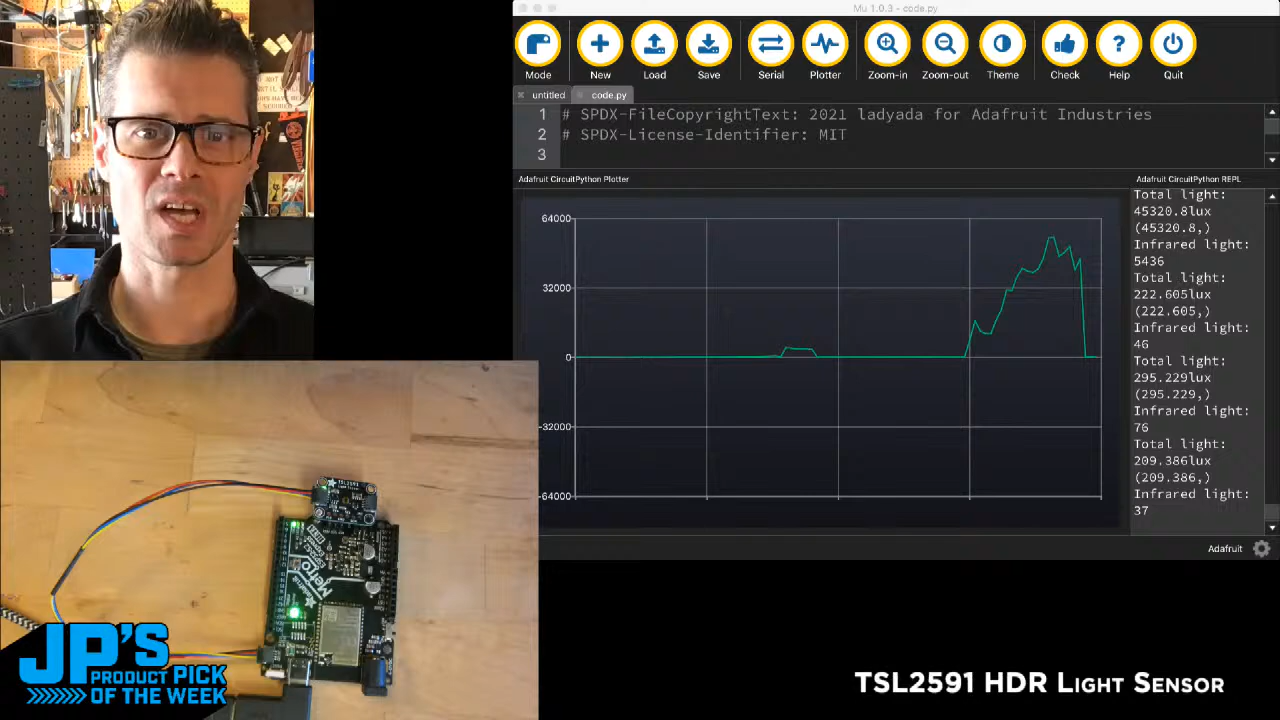 Mu 1.0.3 - code.py
Mode New Load Save Serial Plotter Zoom-in Zoom-out Theme Check Help Quit
untitled code.py
1 # SPDX-FileCopyrightText: 2021 ladyada for Adafruit Industries
2 # SPDX-License-Identifier: MIT
3
Adafruit CircuitPython Plotter
64000
32000
0
-32000
-64000
Adafruit CircuitPython REPL
Total light:
45320.8lux
(45320.8,)
Infrared light:
5436
Total light:
222.605lux
(222.605,)
Infrared light:
46
Total light:
295.229lux
(295.229,)
Infrared light:
76
Total light:
209.386lux
(209.386,)
Infrared light:
37
Adafruit
TSL2591
Metro
JP'S
PRODUCT PICK
OF THE WEEK
TSL2591 HDR Light Sensor